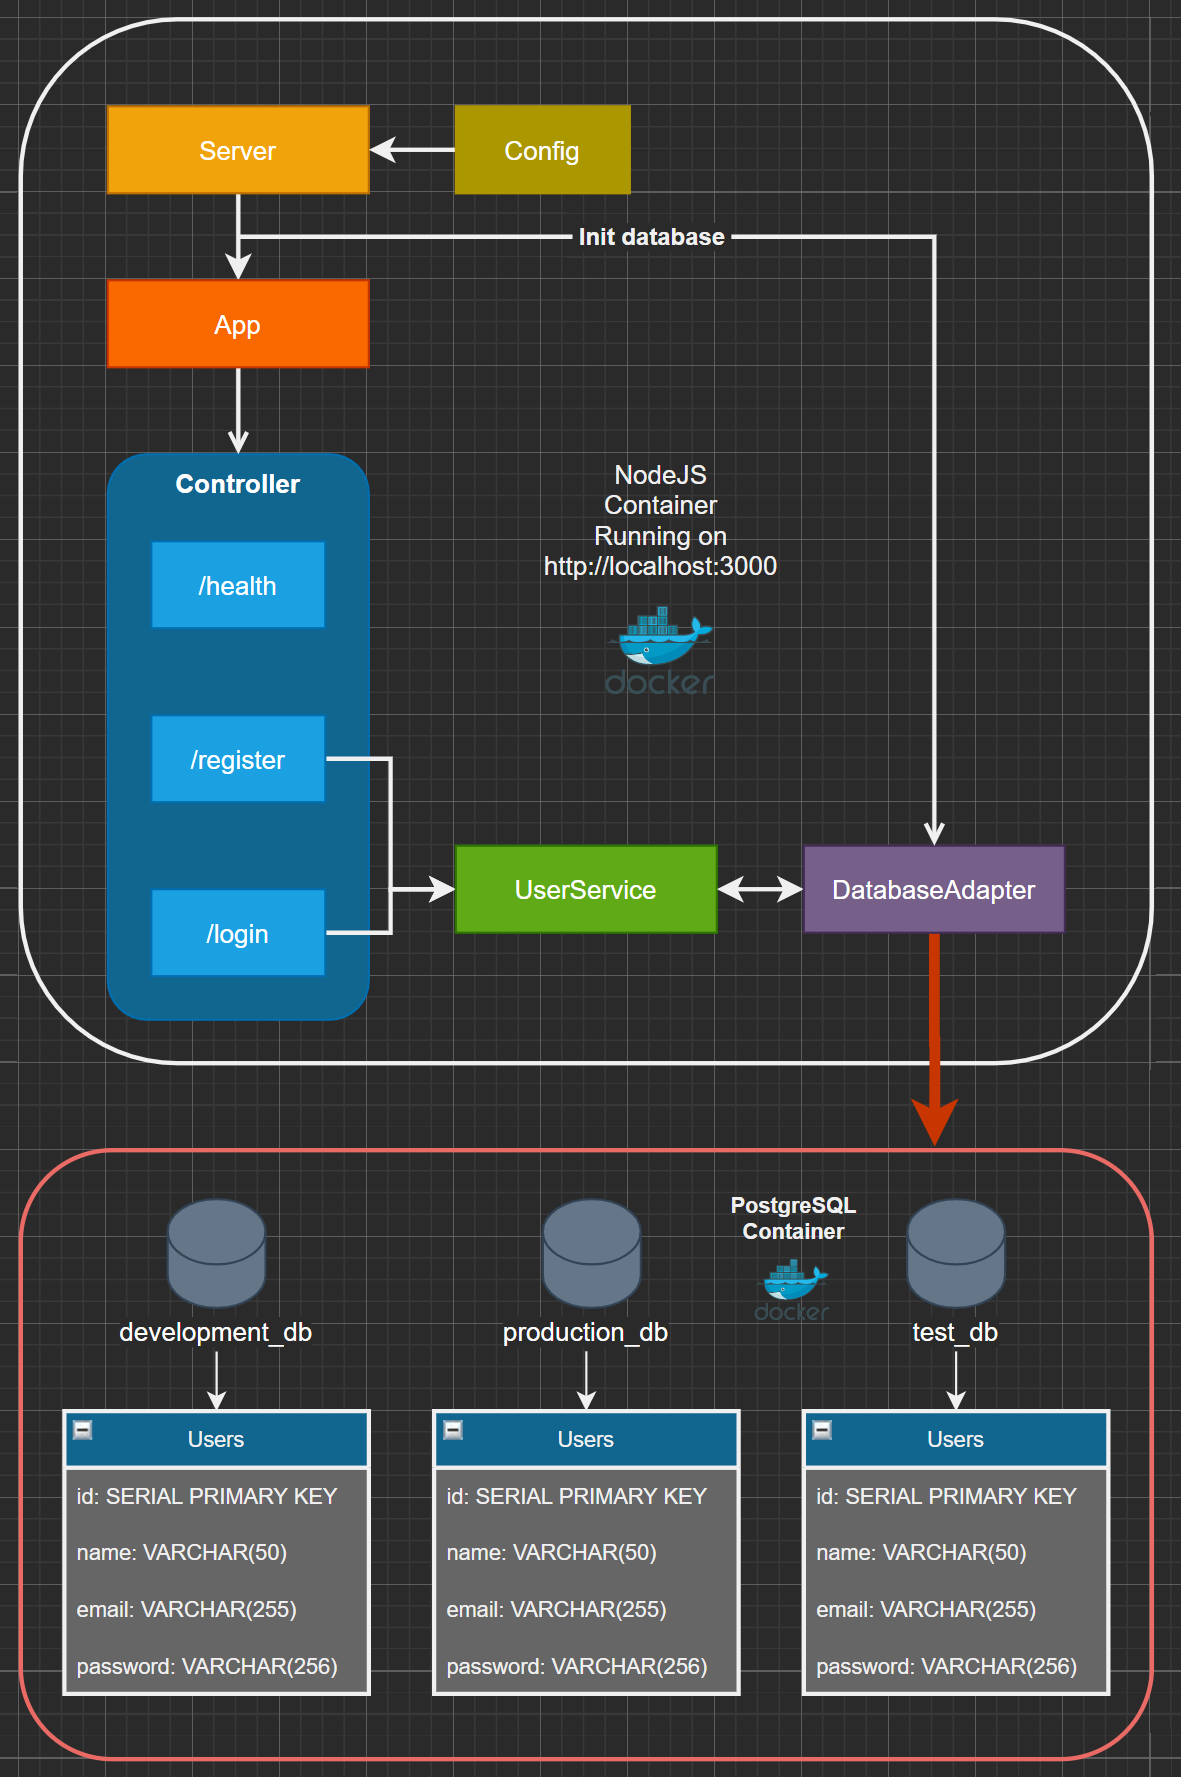 Server
Config
Init database
App
Controller
/health
/register
/login
NodeJS
Container
Running on
http://localhost:3000
docker
UserService
DatabaseAdapter
PostgreSQL
Container
docker
development_db
production_db
test_db
Users
id: SERIAL PRIMARY KEY
name: VARCHAR(50)
email: VARCHAR(255)
password: VARCHAR(256)
Users
id: SERIAL PRIMARY KEY
name: VARCHAR(50)
email: VARCHAR(255)
password: VARCHAR(256)
Users
id: SERIAL PRIMARY KEY
name: VARCHAR(50)
email: VARCHAR(255)
password: VARCHAR(256)